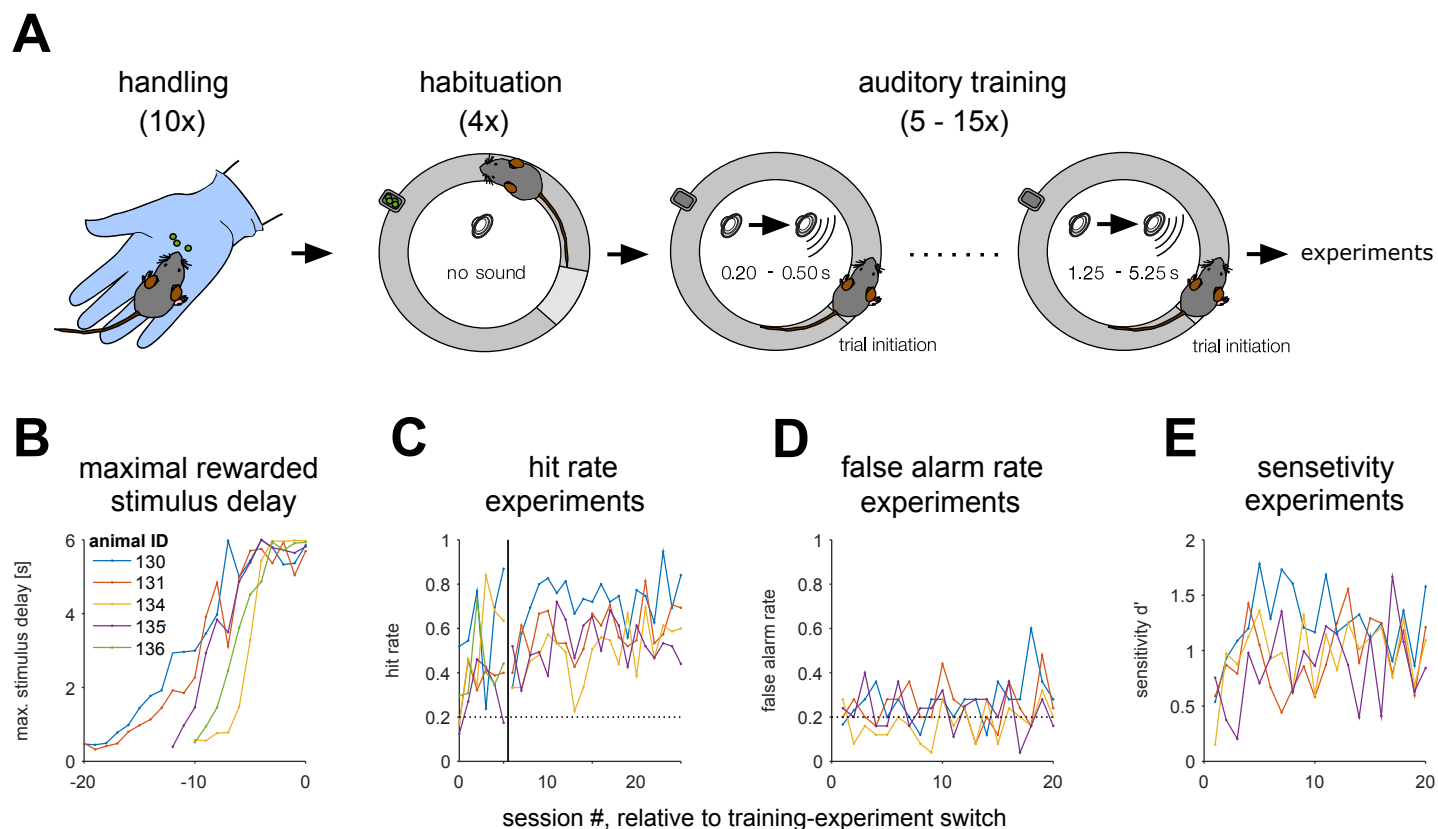 A
handling
(10x)
habituation
(4x)
auditory training
(5 - 15x)
no sound
0.20 - 0.50 s
trial initiation
1.25 - 5.25 s
trial initiation
experiments
B
maximal rewarded
stimulus delay
max. stimulus delay [s]
6
4
2
0
-20
-10
0
animal ID
130
131
134
135
136
C
hit rate
experiments
hit rate
1
0.8
0.6
0.4
0.2
0
0
10
20
D
false alarm rate
experiments
false alarm rate
1
0.8
0.6
0.4
0.2
0
0
10
20
E
sensetivity
experiments
sensitivity d'
2
1.5
1
0.5
0
0
10
20
session #, relative to training-experiment switch